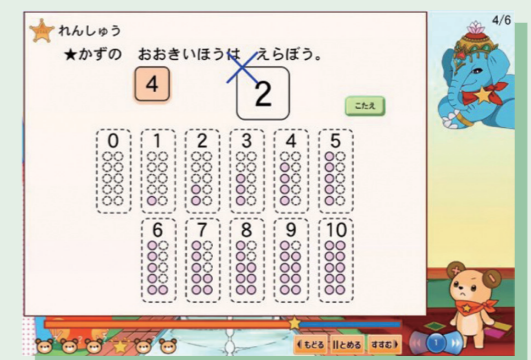 4/6
れんしゅう
★かずの おおきいほうは えらぼう。
4 2
こたえ
0 1 2 3 4 5
6 7 8 9 10
もどる とめる すすむ
1